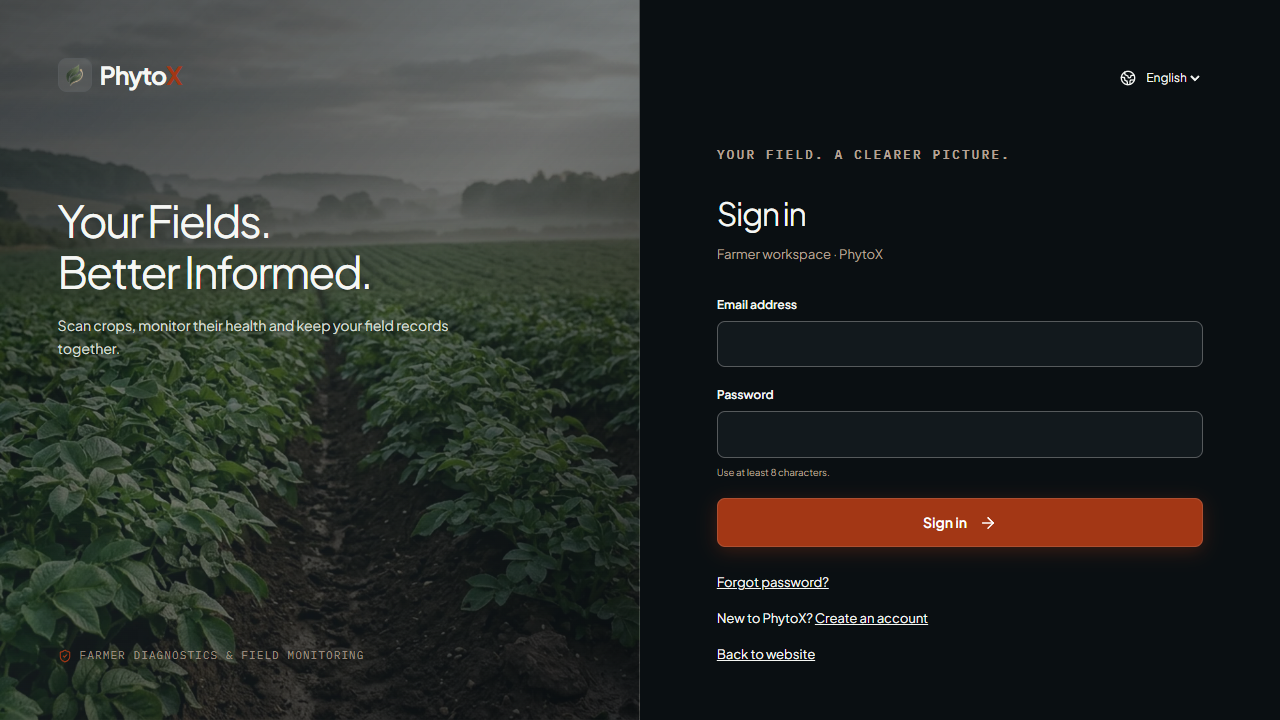 PhytoX
Your Fields.
Better Informed.
Scan crops, monitor their health and keep your field records
together.
FARMER DIAGNOSTICS & FIELD MONITORING
English
YOUR FIELD. A CLEARER PICTURE.
Sign in
Farmer workspace · PhytoX
Email address
Password
Use at least 8 characters.
Sign in
Forgot password?
New to PhytoX? Create an account
Back to website